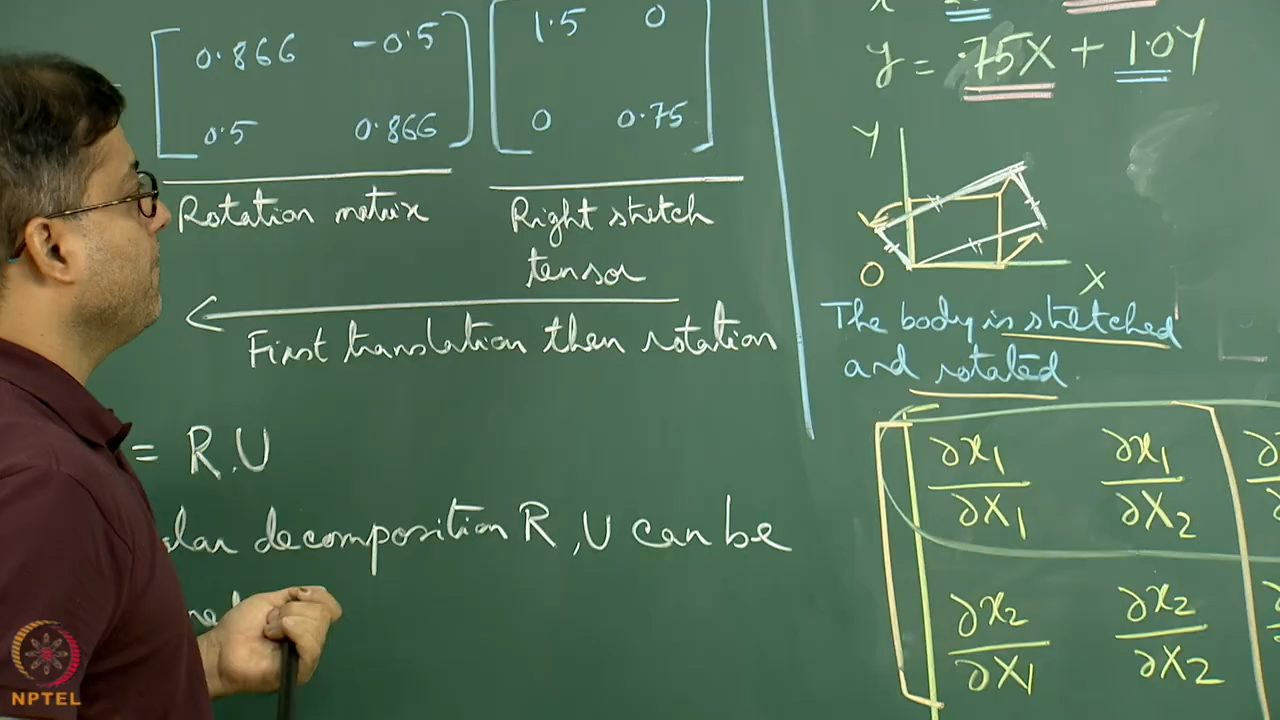 [0.866 -0.5] [1.5 0]
[0.5 0.866] [0 0.75]
Rotation matrix Right stretch
tensor
First translation then rotation
= R.U
decomposition R, U can be
y = .75X + 1.0Y
Y
O
X
The body is stretched
and rotated.
∂x₁/∂X₁ ∂x₁/∂X₂
∂x₂/∂X₁ ∂x₂/∂X₂
NPTEL